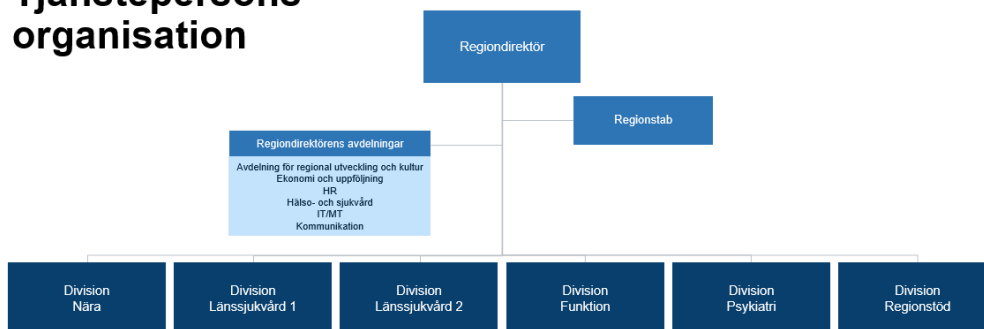 Tjänstepersons
organisation
Regiondirektör
Regionstab
Regiondirektörens avdelningar
Avdelning för regional utveckling och kultur
Ekonomi och uppföljning
HR
Hälso- och sjukvård
IT/MT
Kommunikation
Division
Nära
Division
Länssjukvård 1
Division
Länssjukvård 2
Division
Funktion
Division
Psykiatri
Division
Regionstöd